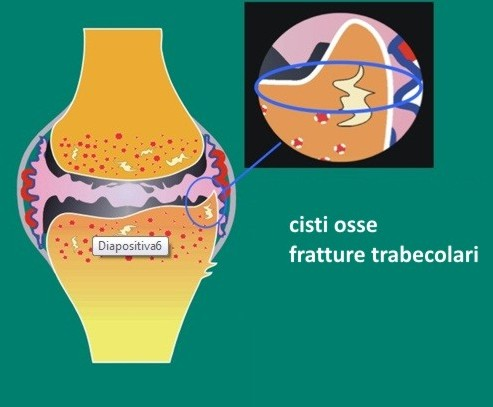 cisti osse
fratture trabecolari
Diapositiva6